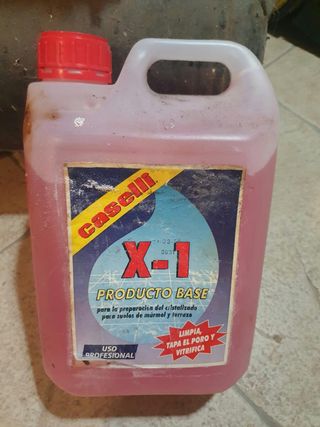 caselli
X-1
PRODUCTO BASE
para la preparación del cristalizado
para suelos de mármol y terrazo
LIMPIA,
TAPA EL PORO Y
VITRIFICA
USO
PROFESIONAL